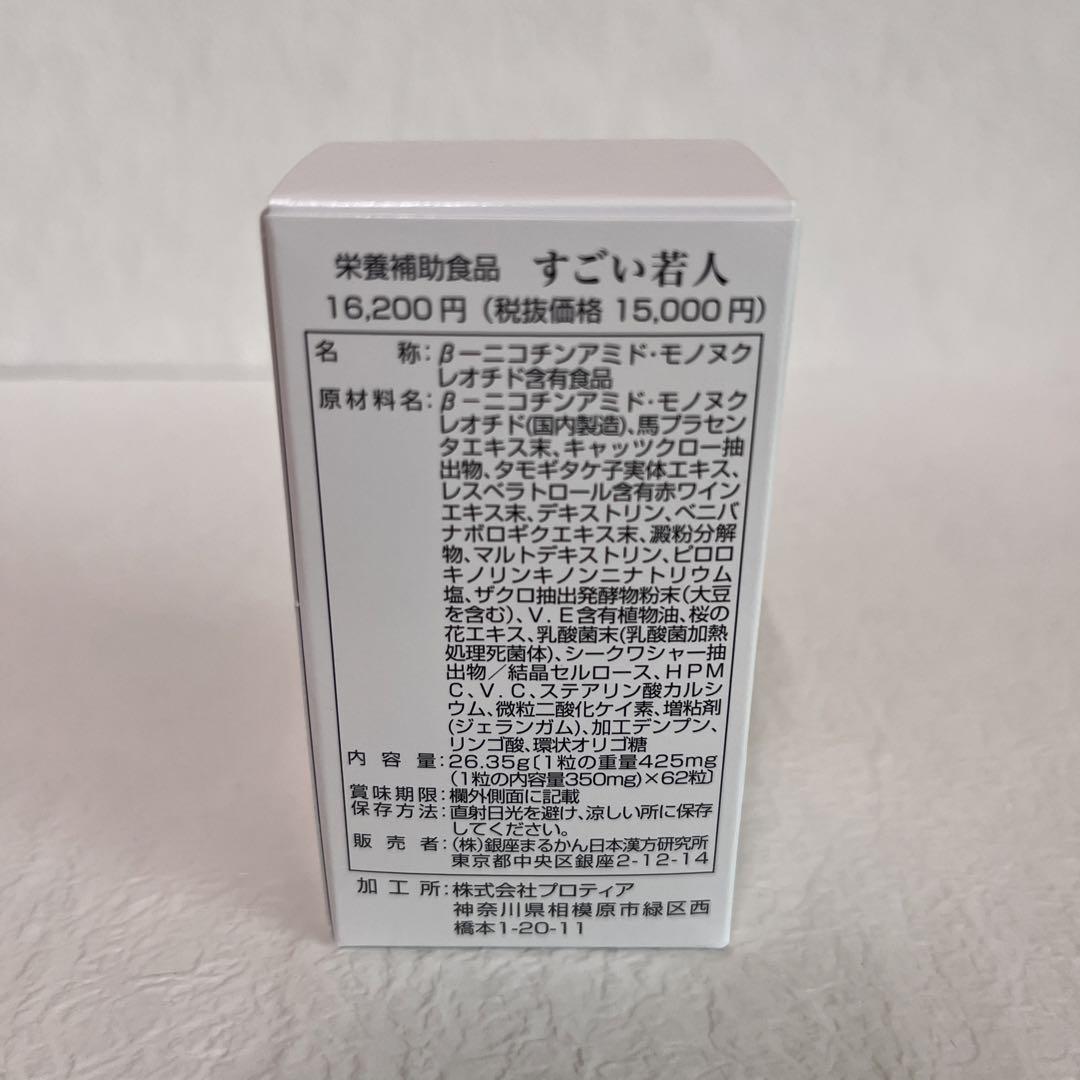 栄養補助食品 すごい若人
16,200円（税抜価格 15,000円）
名称：β－ニコチンアミド・モノヌク
レオチド含有食品
原材料名：β－ニコチンアミド・モノヌク
レオチド(国内製造)、馬プラセン
タエキス末、キャッツクロー抽
出物、タモギタケ子実体エキス、
レスベラトロール含有赤ワイン
エキス末、デキストリン、ベニバ
ナボロギクエキス末、澱粉分解
物、マルトデキストリン、ピロロ
キノリンキノンニナトリウム
塩、ザクロ抽出発酵物粉末(大豆
を含む)、V.E含有植物油、桜の
花エキス、乳酸菌末(乳酸菌加熱
処理死菌体)、シークワシャー抽
出物／結晶セルロース、HPM
C、V.C、ステアリン酸カルシ
ウム、微粒二酸化ケイ素、増粘剤
(ジェランガム)、加工デンプン、
リンゴ酸、環状オリゴ糖
内容量：26.35g〔1粒の重量425mg
(1粒の内容量350mg)×62粒〕
賞味期限：欄外側面に記載
保存方法：直射日光を避け、涼しい所に保存
してください。
販売者：(株)銀座まるかん日本漢方研究所
東京都中央区銀座2-12-14
加工所：株式会社プロティア
神奈川県相模原市緑区西
橋本1-20-11